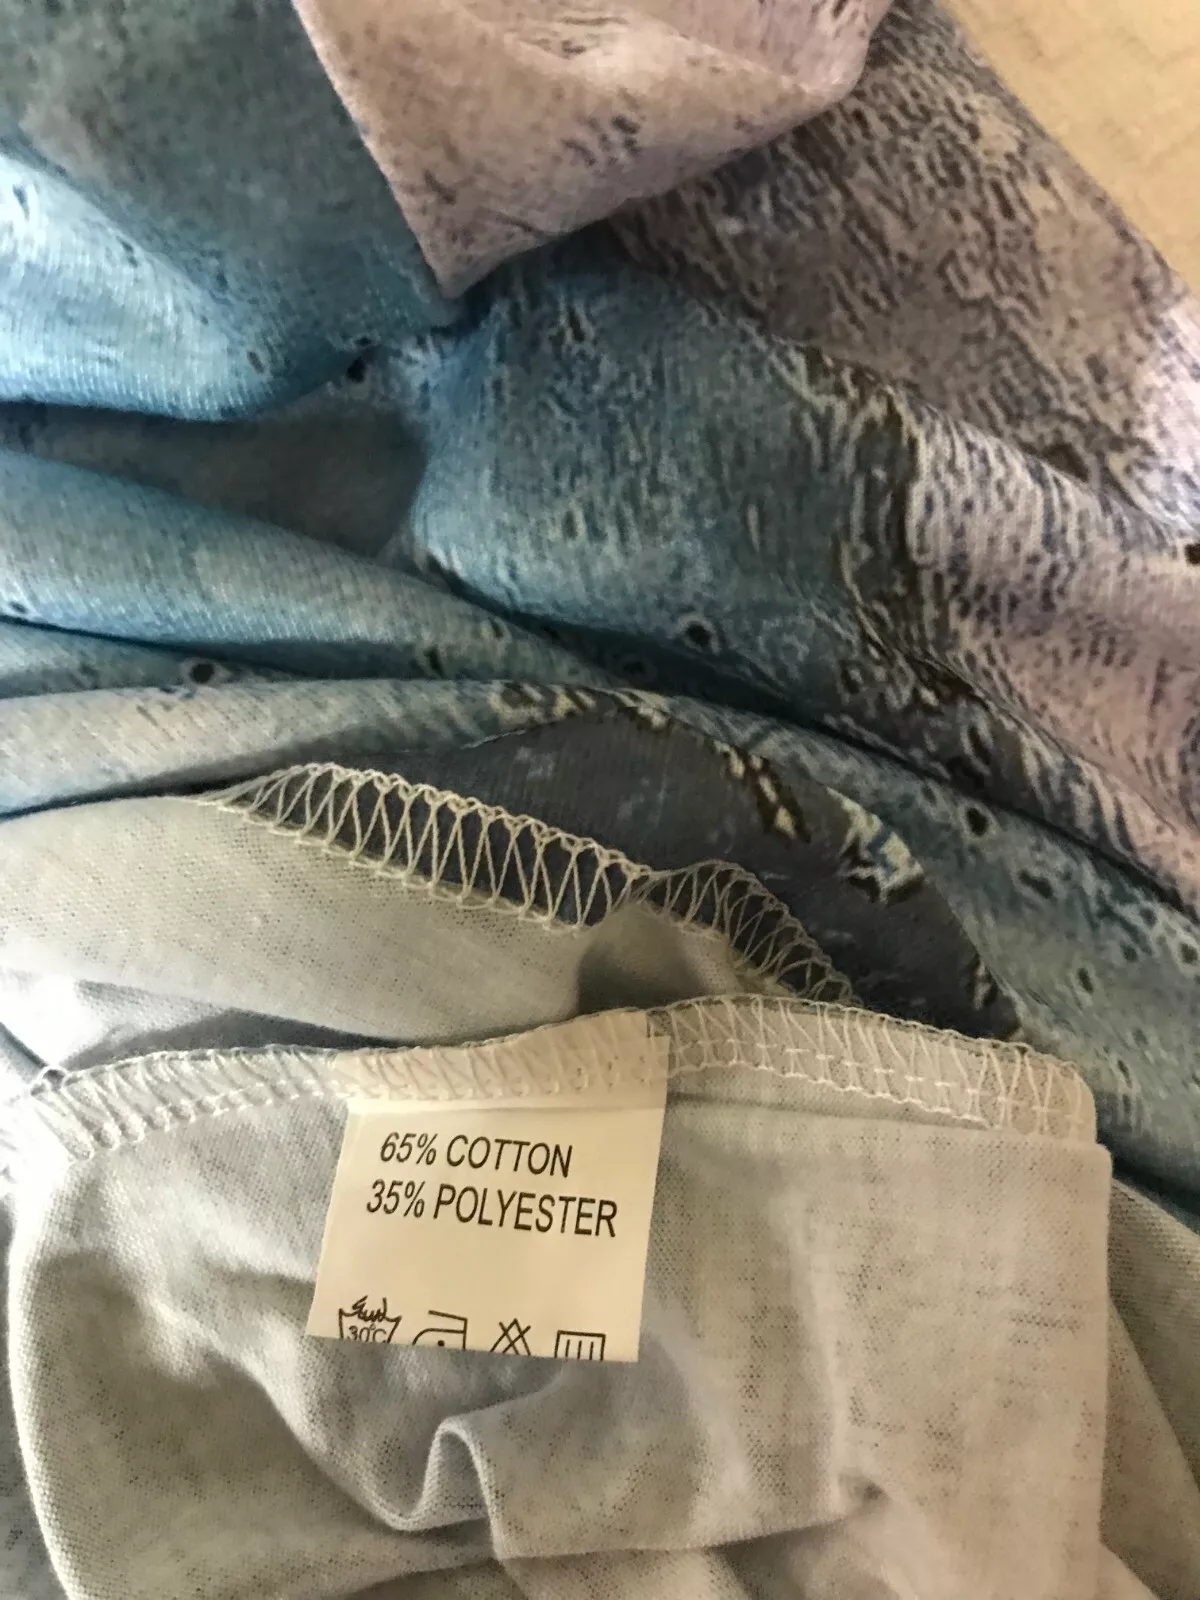 65% COTTON
35% POLYESTER
30°C